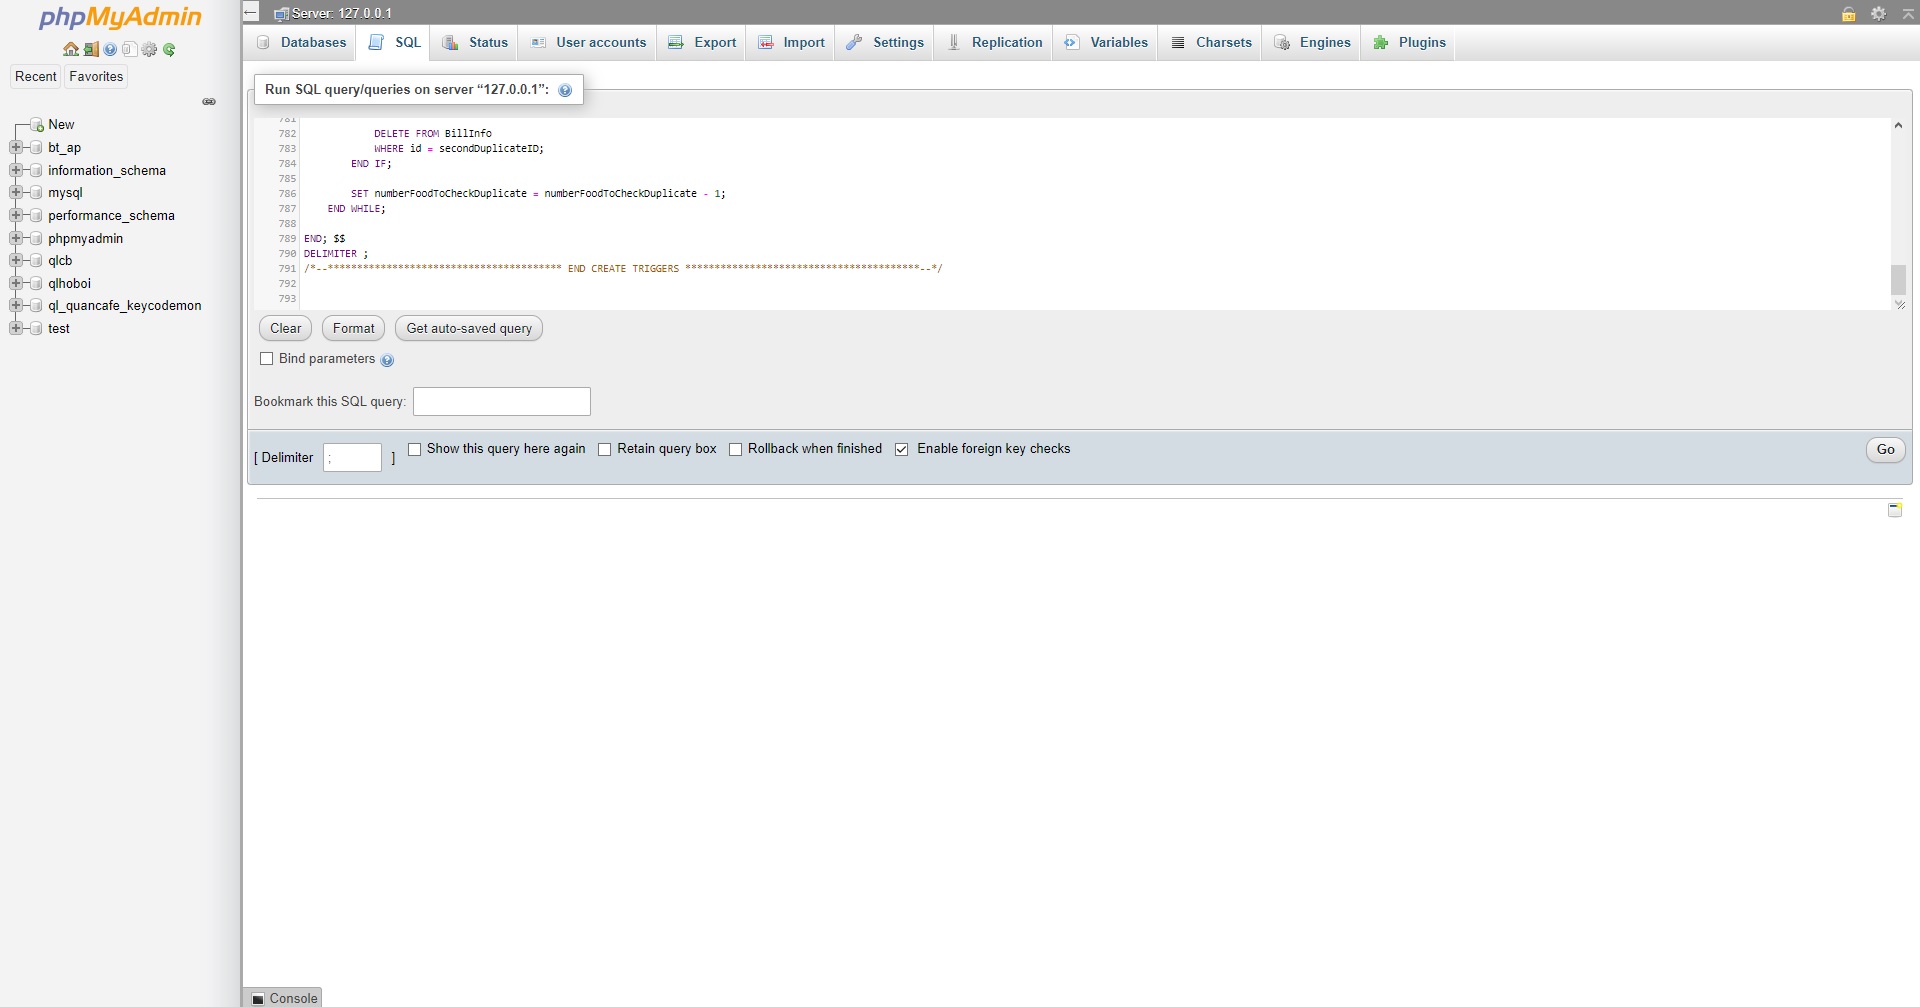 phpMyAdmin
Recent
Favorites
New
bt_ap
information_schema
mysql
performance_schema
phpmyadmin
qlcb
qlhoboi
ql_quancafe_keycodemon
test
Server: 127.0.0.1
Databases
SQL
Status
User accounts
Export
Import
Settings
Replication
Variables
Charsets
Engines
Plugins
Run SQL query/queries on server “127.0.0.1”:
781
782 DELETE FROM BillInfo
783 WHERE id = secondDuplicateID;
784 END IF;
785
786 SET numberFoodToCheckDuplicate = numberFoodToCheckDuplicate - 1;
787 END WHILE;
788
789 END; $$
790 DELIMITER ;
791 /*--**************************************** END CREATE TRIGGERS ****************************************--*/
792
793
Clear
Format
Get auto-saved query
Bind parameters
Bookmark this SQL query:
[ Delimiter ; ]
Show this query here again
Retain query box
Rollback when finished
Enable foreign key checks
Go
Console